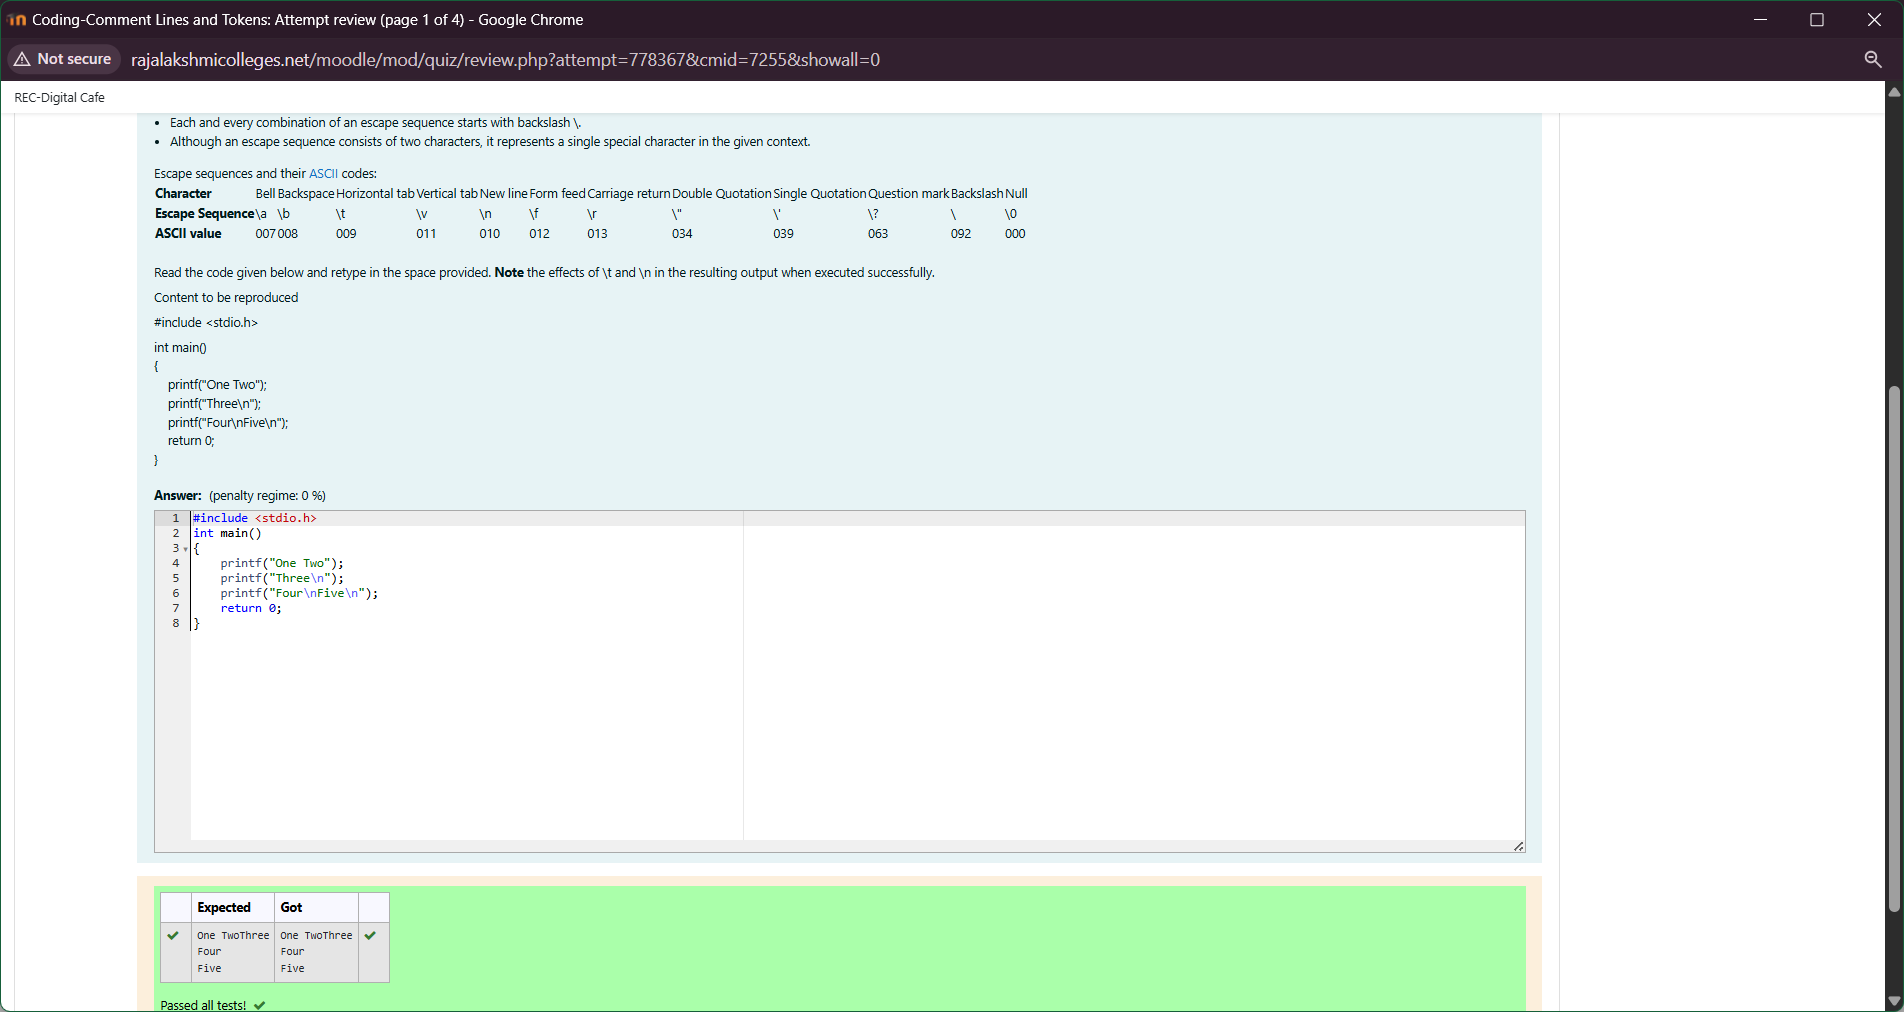 Coding-Comment Lines and Tokens: Attempt review (page 1 of 4) - Google Chrome
Not secure rajalakshmicolleges.net/moodle/mod/quiz/review.php?attempt=778367&cmid=7255&showall=0
REC-Digital Cafe
• Each and every combination of an escape sequence starts with backslash \.
• Although an escape sequence consists of two characters, it represents a single special character in the given context.
Escape sequences and their ASCII codes:
Character Bell Backspace Horizontal tab Vertical tab New line Form feed Carriage return Double Quotation Single Quotation Question mark Backslash Null
Escape Sequence \a \b \t \v \n \f \r \" \' \? \ \0
ASCII value 007 008 009 011 010 012 013 034 039 063 092 000
Read the code given below and retype in the space provided. Note the effects of \t and \n in the resulting output when executed successfully.
Content to be reproduced
#include <stdio.h>
int main()
{
printf("One Two");
printf("Three\n");
printf("Four\nFive\n");
return 0;
}
Answer: (penalty regime: 0 %)
1 #include <stdio.h>
2 int main()
3 {
4 printf("One Two");
5 printf("Three\n");
6 printf("Four\nFive\n");
7 return 0;
8 }
Expected Got
One TwoThree One TwoThree
Four Four
Five Five
Passed all tests!